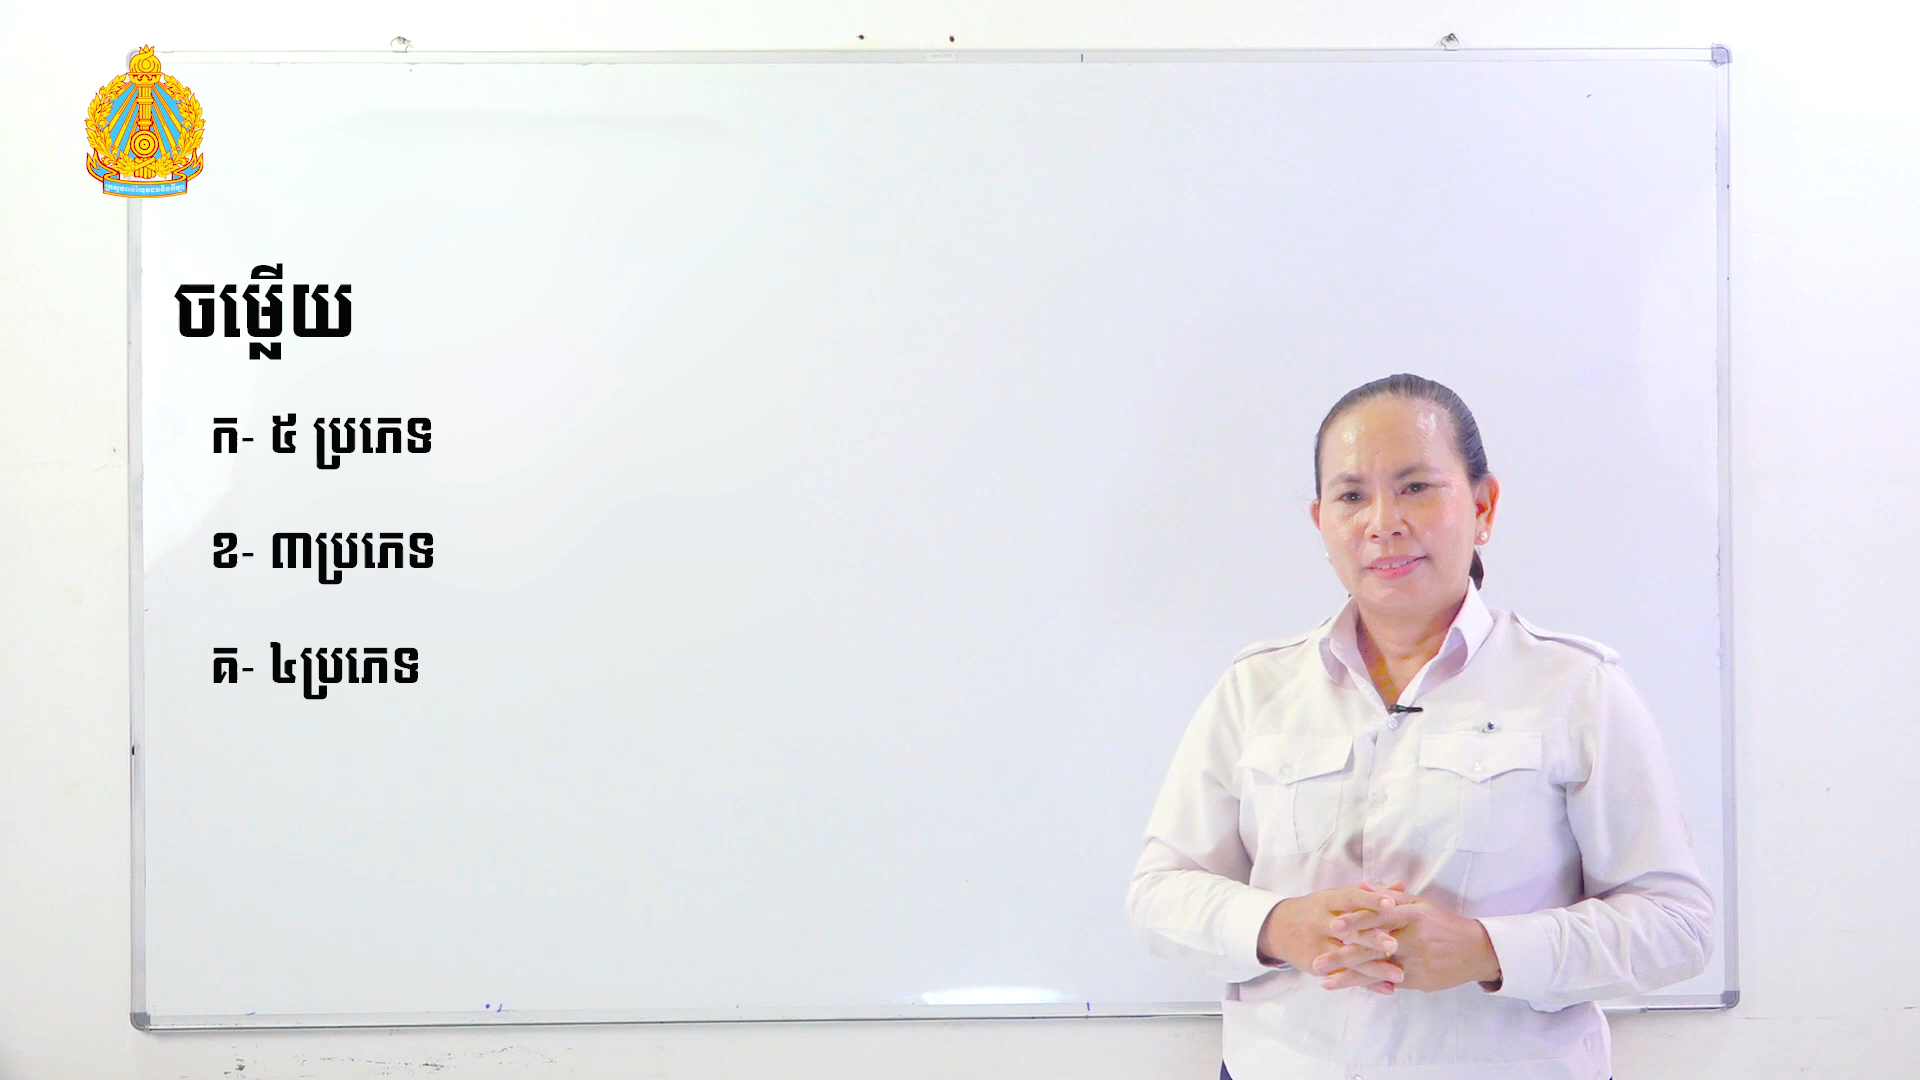 ចម្លើយ
ក- ៥ ប្រភេទ
ខ- ៣ប្រភេទ
គ- ៤ប្រភេទ